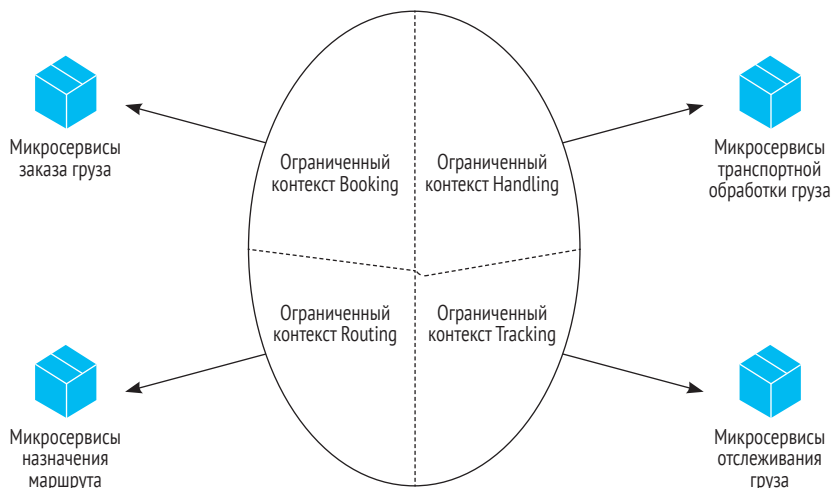 Микросервисы
заказа груза
Ограниченный
контекст Booking
Ограниченный
контекст Handling
Микросервисы
транспортной
обработки груза
Ограниченный
контекст Routing
Ограниченный
контекст Tracking
Микросервисы
назначения
маршрута
Микросервисы
отслеживания
груза